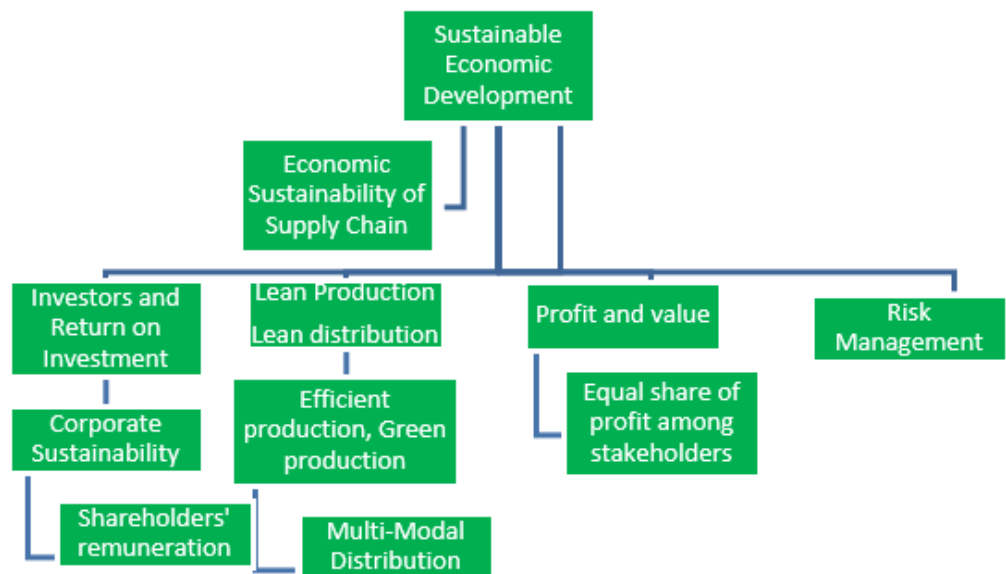 Sustainable
Economic
Development
Economic
Sustainability of
Supply Chain
Investors and
Return on
Investment
Lean Production
Lean distribution
Profit and value
Risk
Management
Corporate
Sustainability
Efficient
production, Green
production
Equal share of
profit among
stakeholders
Shareholders'
remuneration
Multi-Modal
Distribution